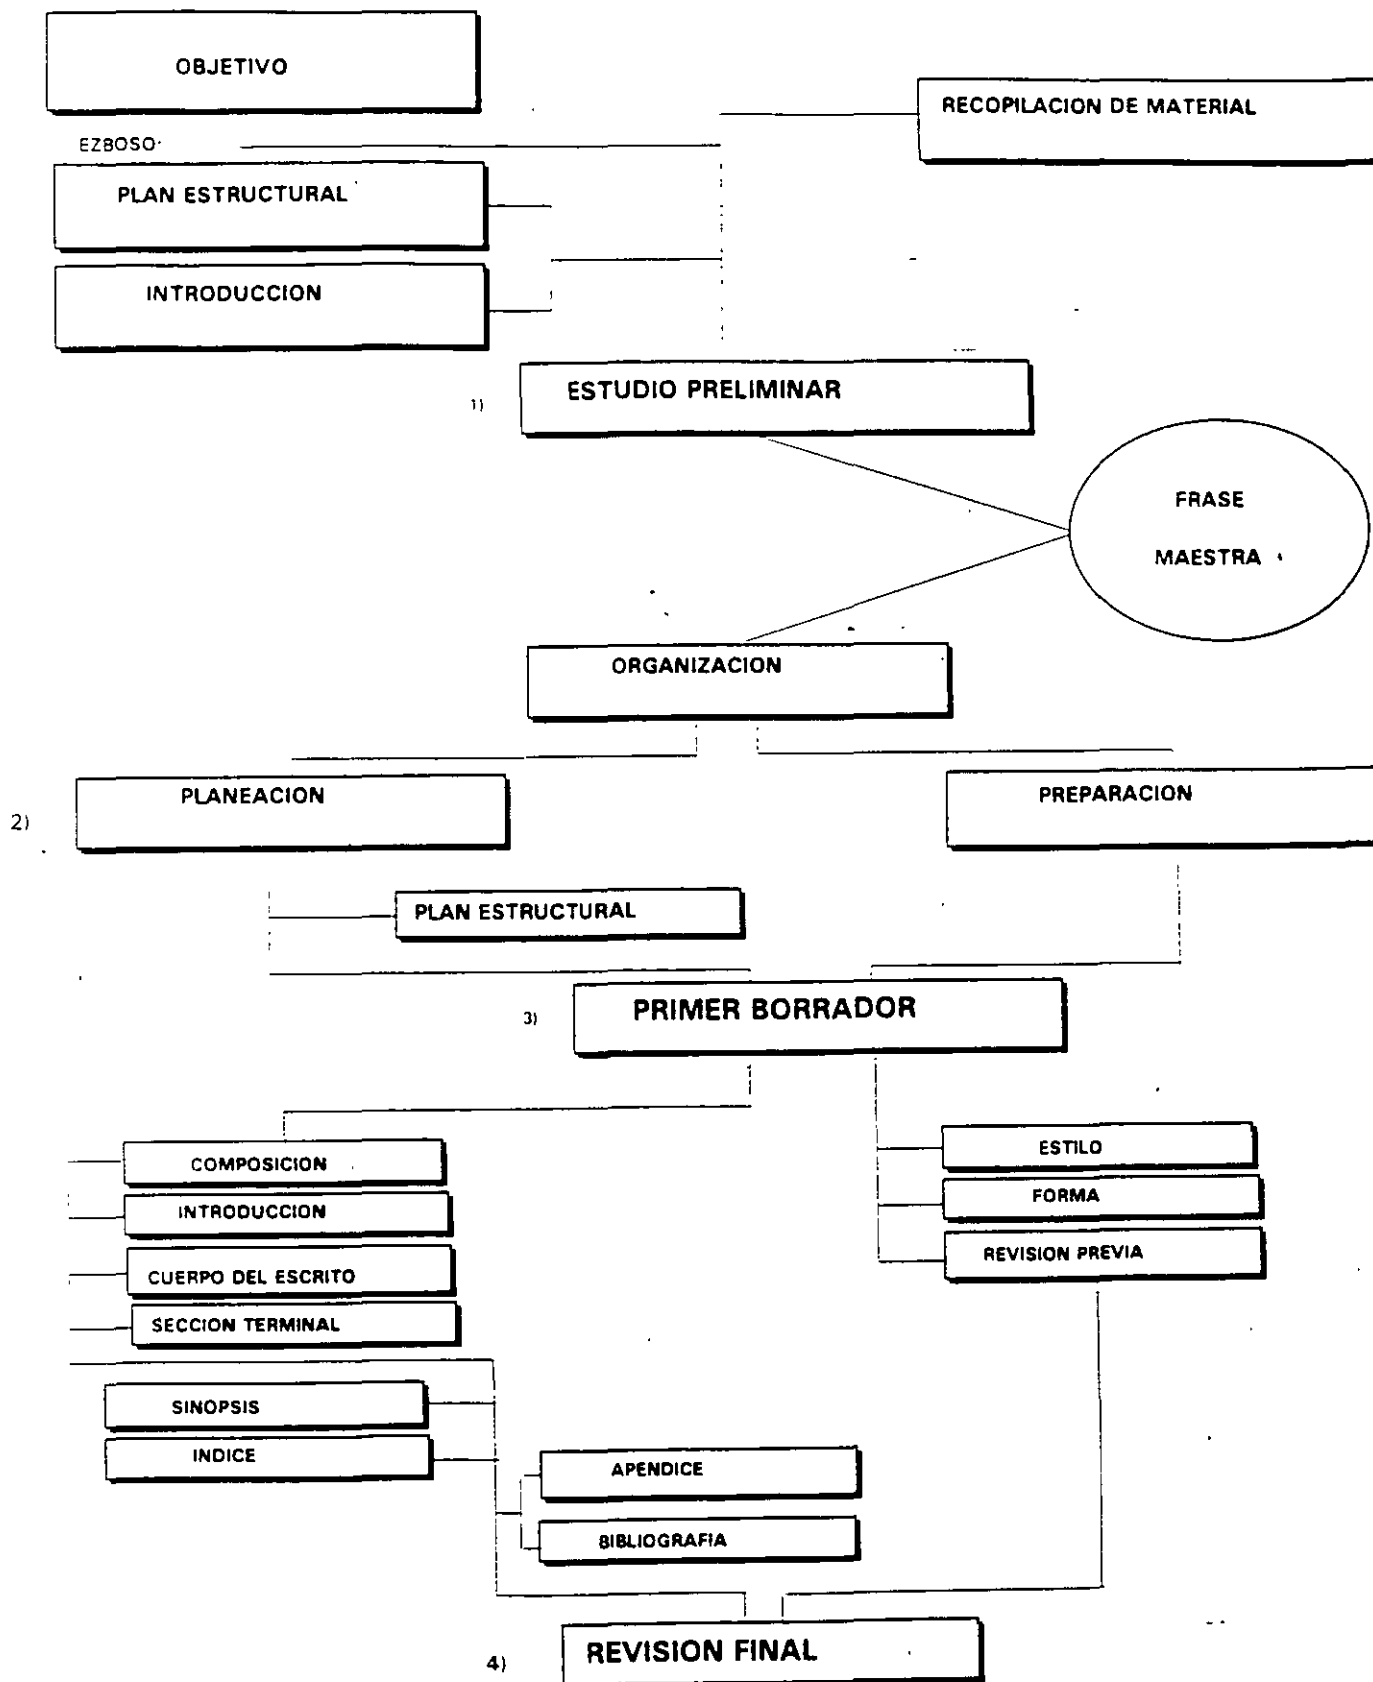 OBJETIVO
RECOPILACION DE MATERIAL
EZBOSO
PLAN ESTRUCTURAL
INTRODUCCION
1) ESTUDIO PRELIMINAR
FRASE
MAESTRA
ORGANIZACION
2) PLANEACION
PREPARACION
PLAN ESTRUCTURAL
3) PRIMER BORRADOR
COMPOSICION
INTRODUCCION
CUERPO DEL ESCRITO
SECCION TERMINAL
ESTILO
FORMA
REVISION PREVIA
SINOPSIS
INDICE
APENDICE
BIBLIOGRAFIA
4) REVISION FINAL